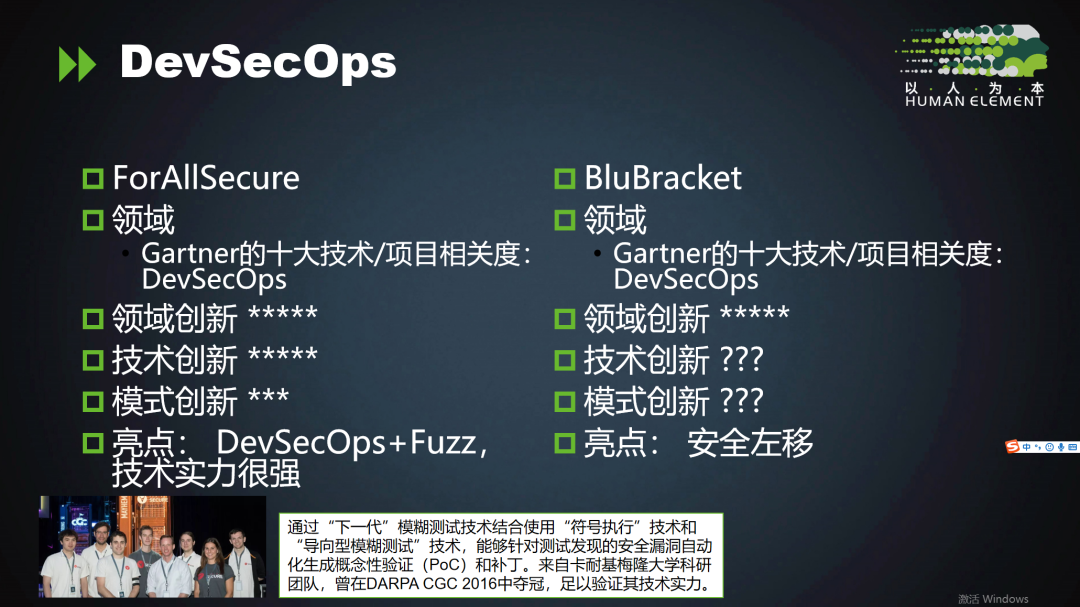 DevSecOps
以·人·为·本
HUMAN ELEMENT
ForAllSecure
领域
Gartner的十大技术/项目相关度：
DevSecOps
领域创新 *****
技术创新 *****
模式创新 ***
亮点： DevSecOps+Fuzz，
技术实力很强
BluBracket
领域
Gartner的十大技术/项目相关度：
DevSecOps
领域创新 *****
技术创新 ???
模式创新 ???
亮点： 安全左移
中
通过“下一代”模糊测试技术结合使用“符号执行”技术和
“导向型模糊测试”技术，能够针对测试发现的安全漏洞自动
化生成概念性验证（PoC）和补丁。来自卡耐基梅隆大学科研
团队，曾在DARPA CGC 2016中夺冠，足以验证其技术实力。
激活 Windows